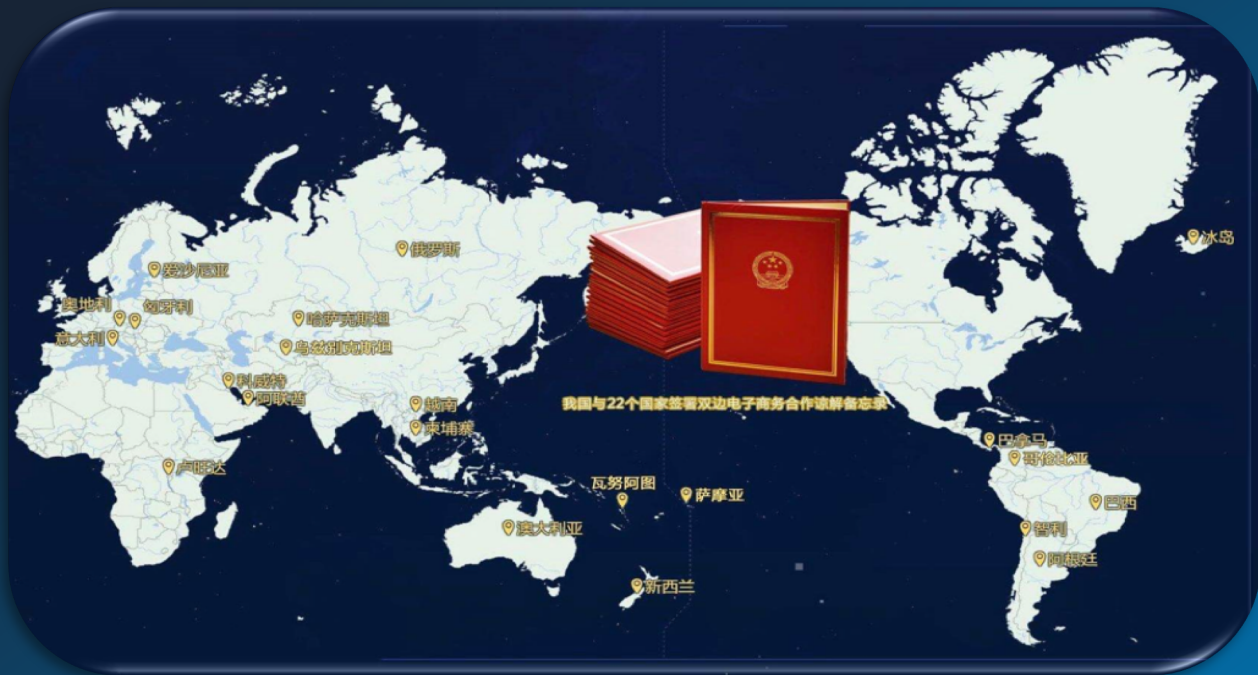 冰岛
俄罗斯
爱沙尼亚
奥地利
匈牙利
哈萨克斯坦
意大利
乌兹别克斯坦
科威特
阿联酋
越南
我国与22个国家签署双边电子商务合作谅解备忘录
柬埔寨
巴拿马
哥伦比亚
卢旺达
瓦努阿图
萨摩亚
巴西
澳大利亚
智利
阿根廷
新西兰